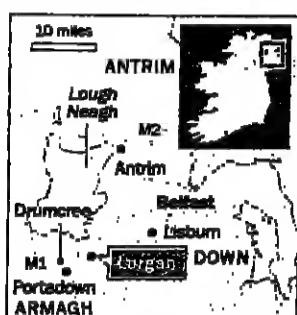 10 miles
ANTRIM
Lough
Neagh
M2
Antrim
Belfast
Drumcree
Lisburn
Lurgan
DOWN
M1
Portadown
ARMAGH